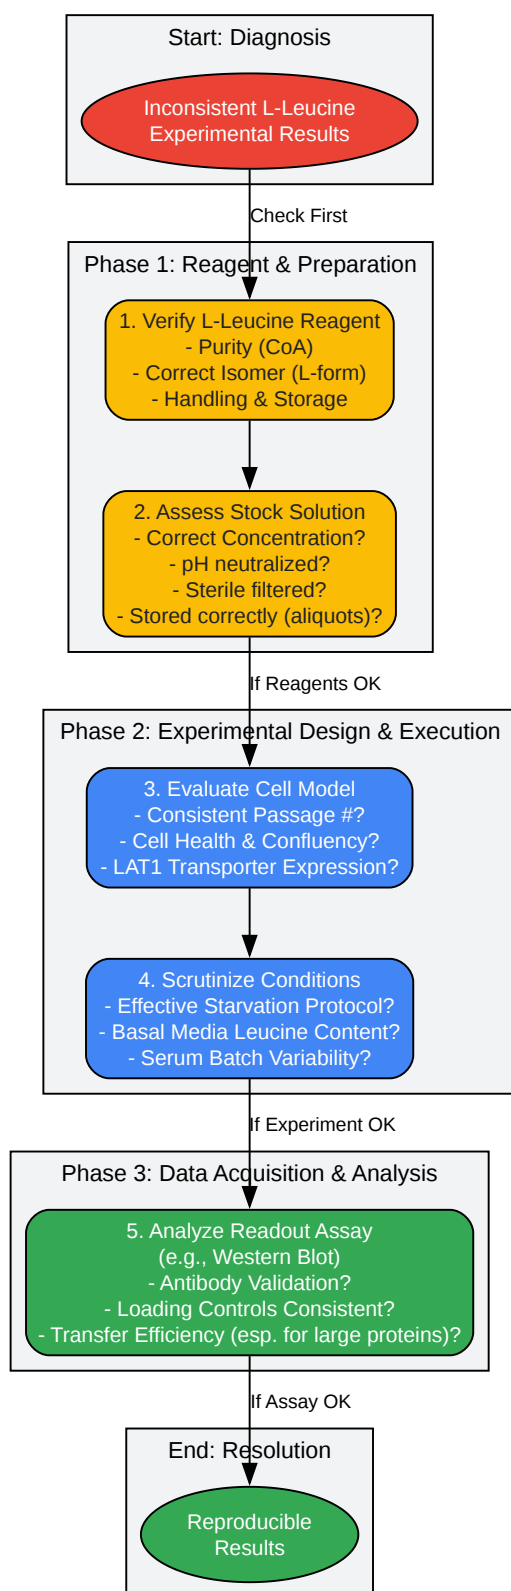 Start: Diagnosis
Inconsistent L-Leucine
Experimental Results
Check First
Phase 1: Reagent & Preparation
1. Verify L-Leucine Reagent
- Purity (CoA)
- Correct Isomer (L-form)
- Handling & Storage
2. Assess Stock Solution
- Correct Concentration?
- pH neutralized?
- Sterile filtered?
- Stored correctly (aliquots)?
If Reagents OK
Phase 2: Experimental Design & Execution
3. Evaluate Cell Model
- Consistent Passage #?
- Cell Health & Confluency?
- LAT1 Transporter Expression?
4. Scrutinize Conditions
- Effective Starvation Protocol?
- Basal Media Leucine Content?
- Serum Batch Variability?
If Experiment OK
Phase 3: Data Acquisition & Analysis
5. Analyze Readout Assay
(e.g., Western Blot)
- Antibody Validation?
- Loading Controls Consistent?
- Transfer Efficiency (esp. for large proteins)?
If Assay OK
End: Resolution
Reproducible
Results